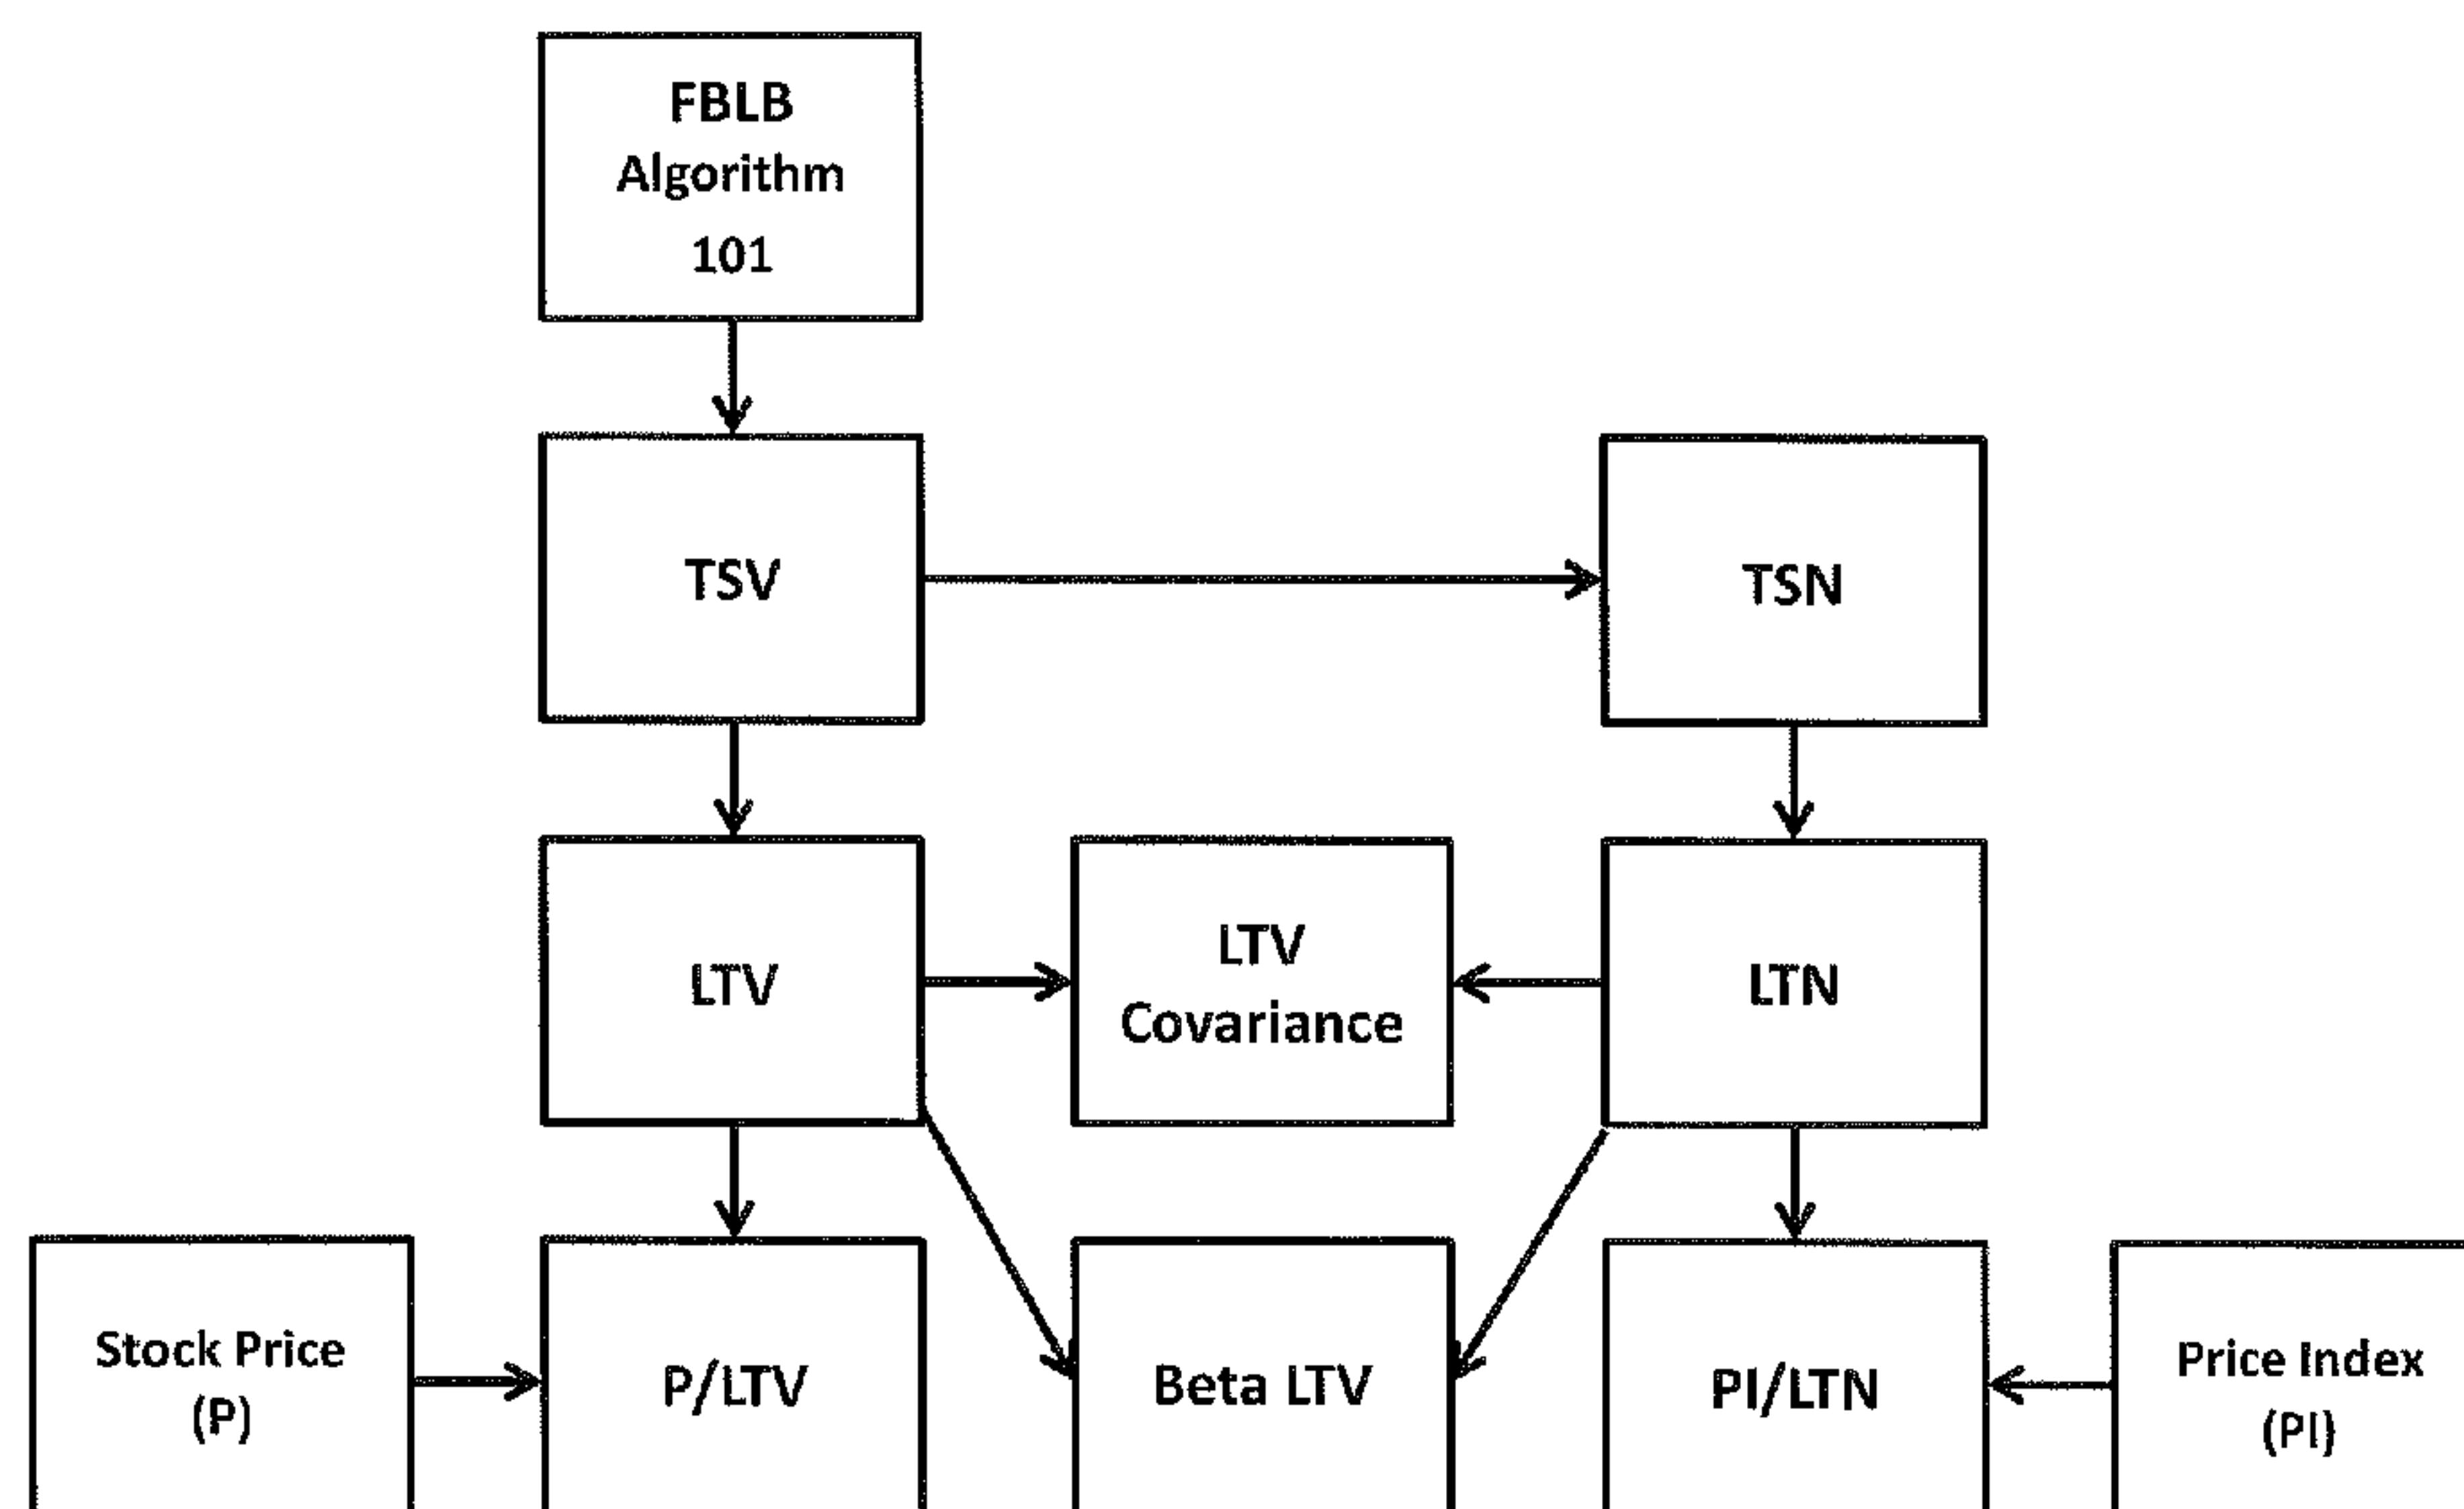 FBLB
Algorithm
101
TSV
TSN
LTV
LTV
Covariance
LTN
Stock Price
(P)
P/LTV
Beta LTV
PI/LTN
Price Index
(PI)